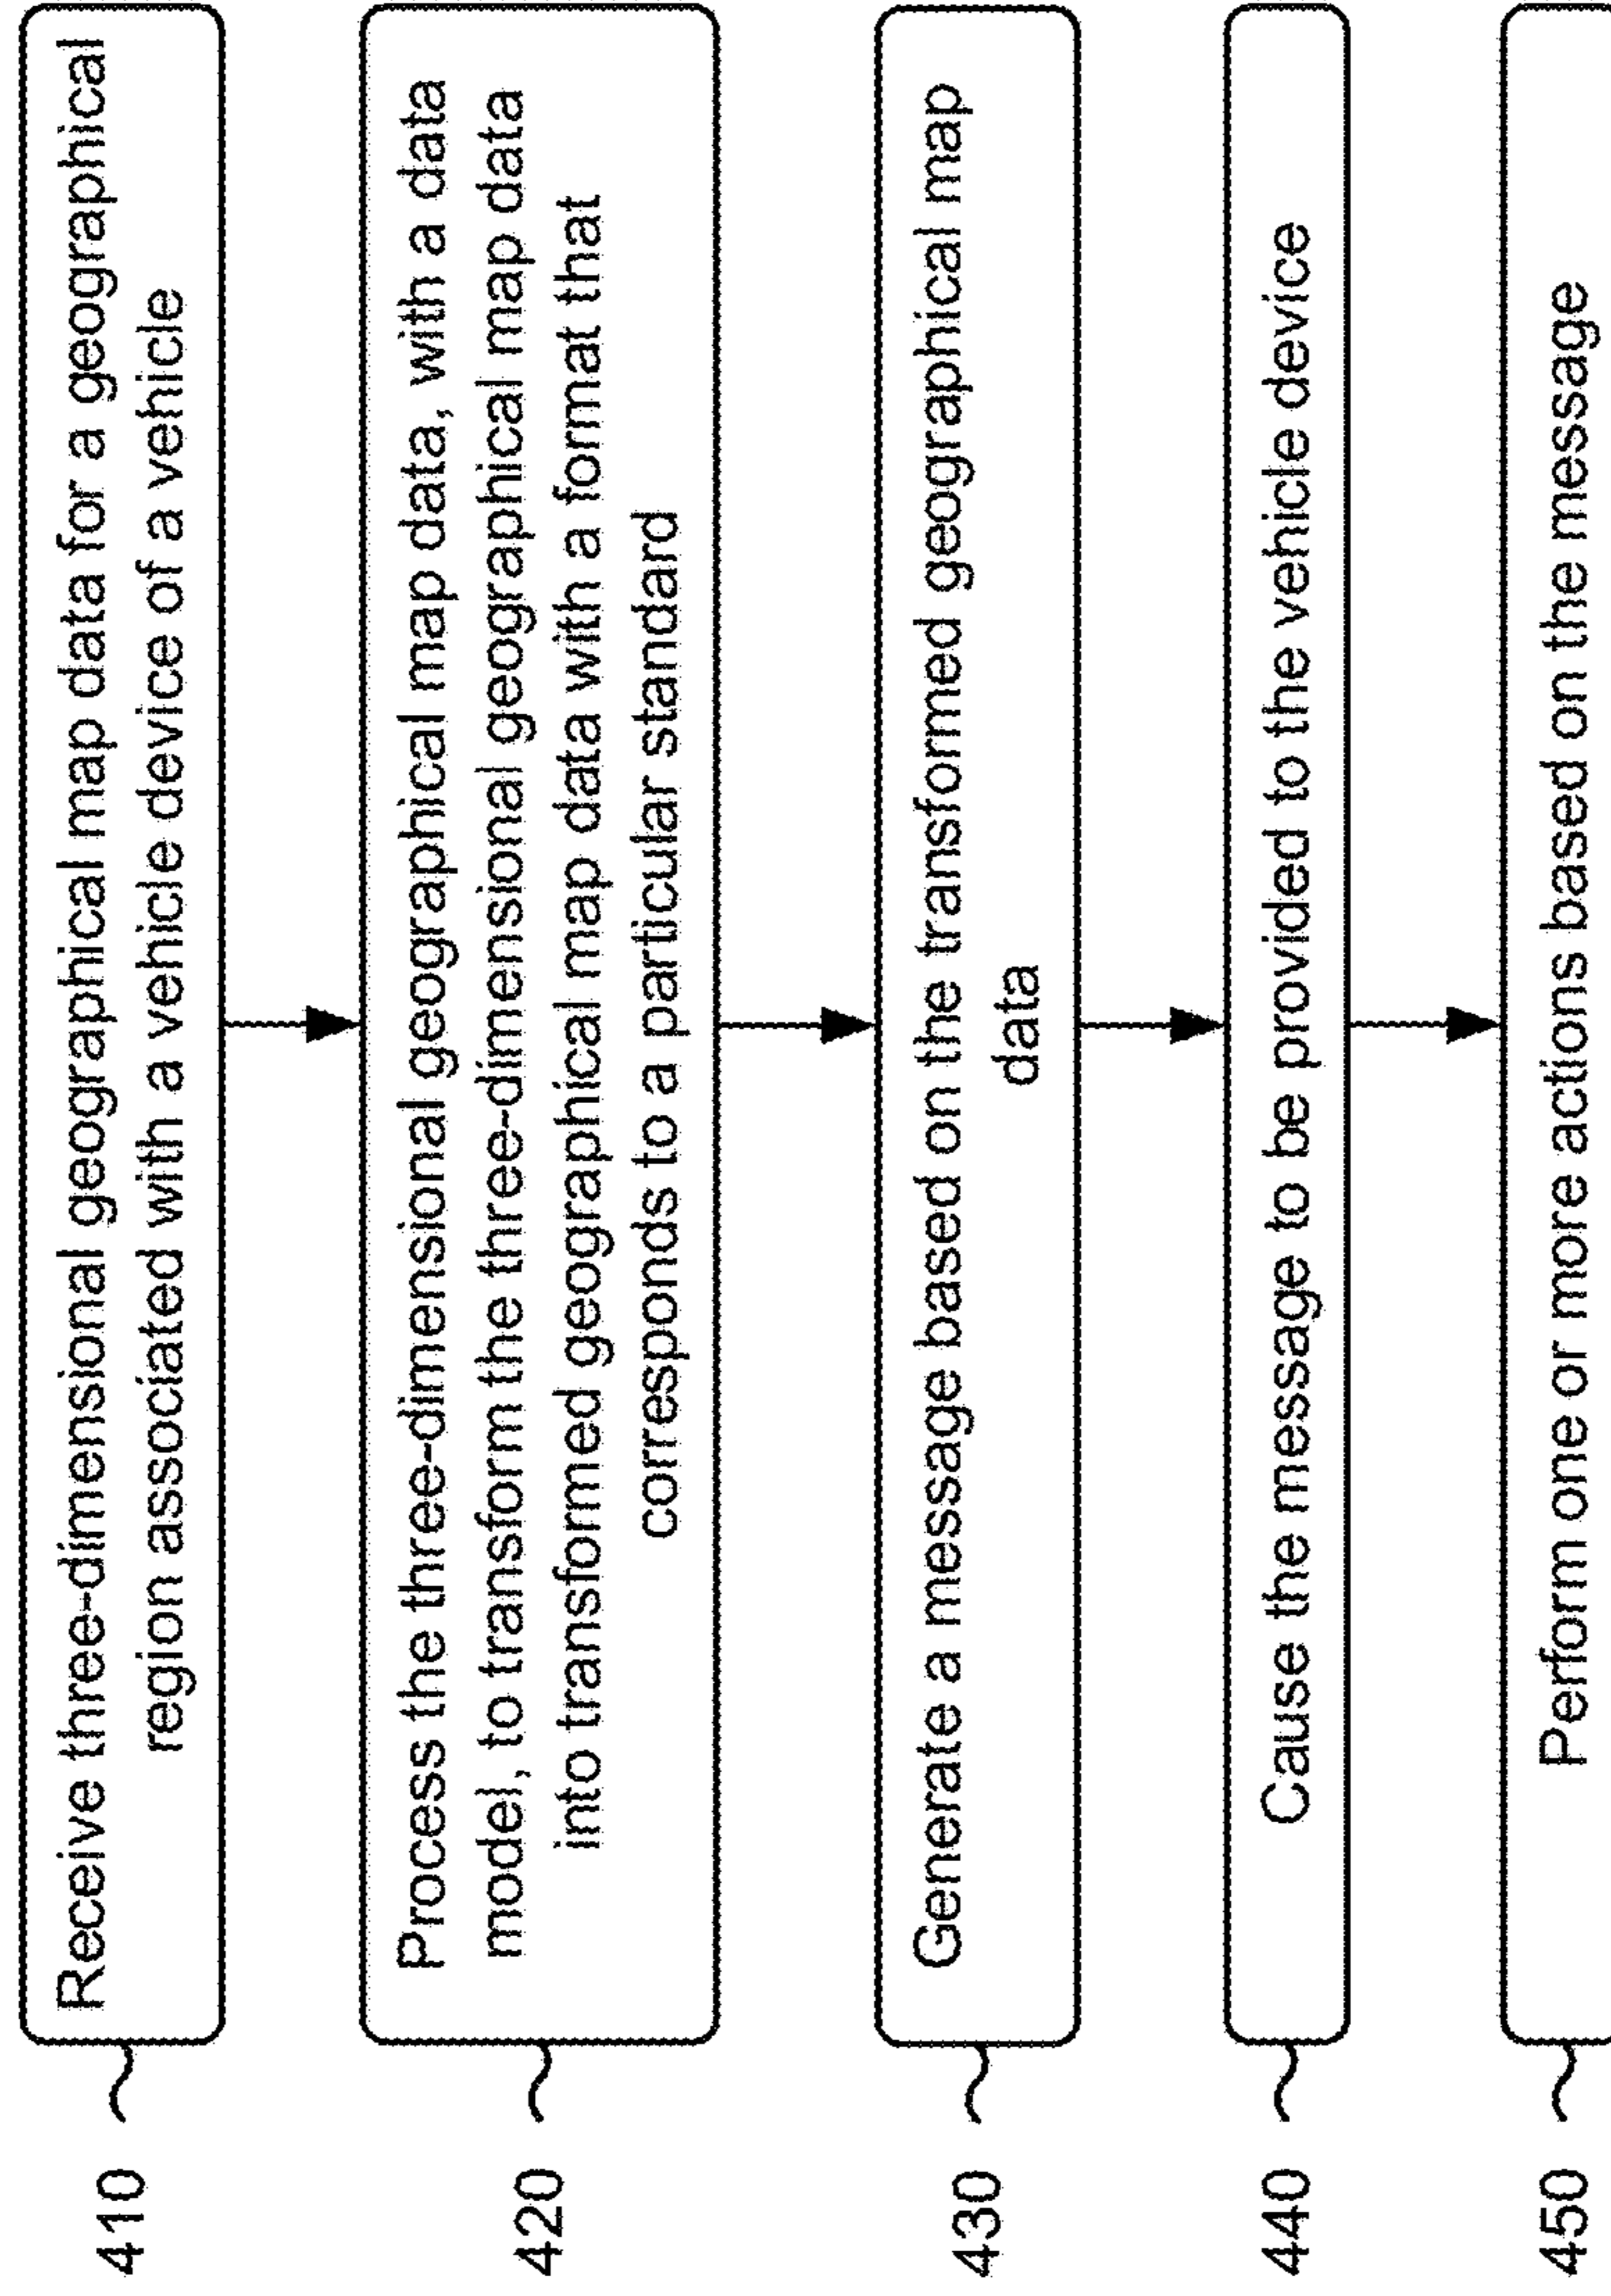 410
Receive three-dimensional geographical map data for a geographical
region associated with a vehicle device of a vehicle
420
Process the three-dimensional geographical map data, with a data
model, to transform the three-dimensional geographical map data
into transformed geographical map data with a format that
corresponds to a particular standard
430
Generate a message based on the transformed geographical map
data
440
Cause the message to be provided to the vehicle device
450
Perform one or more actions based on the message